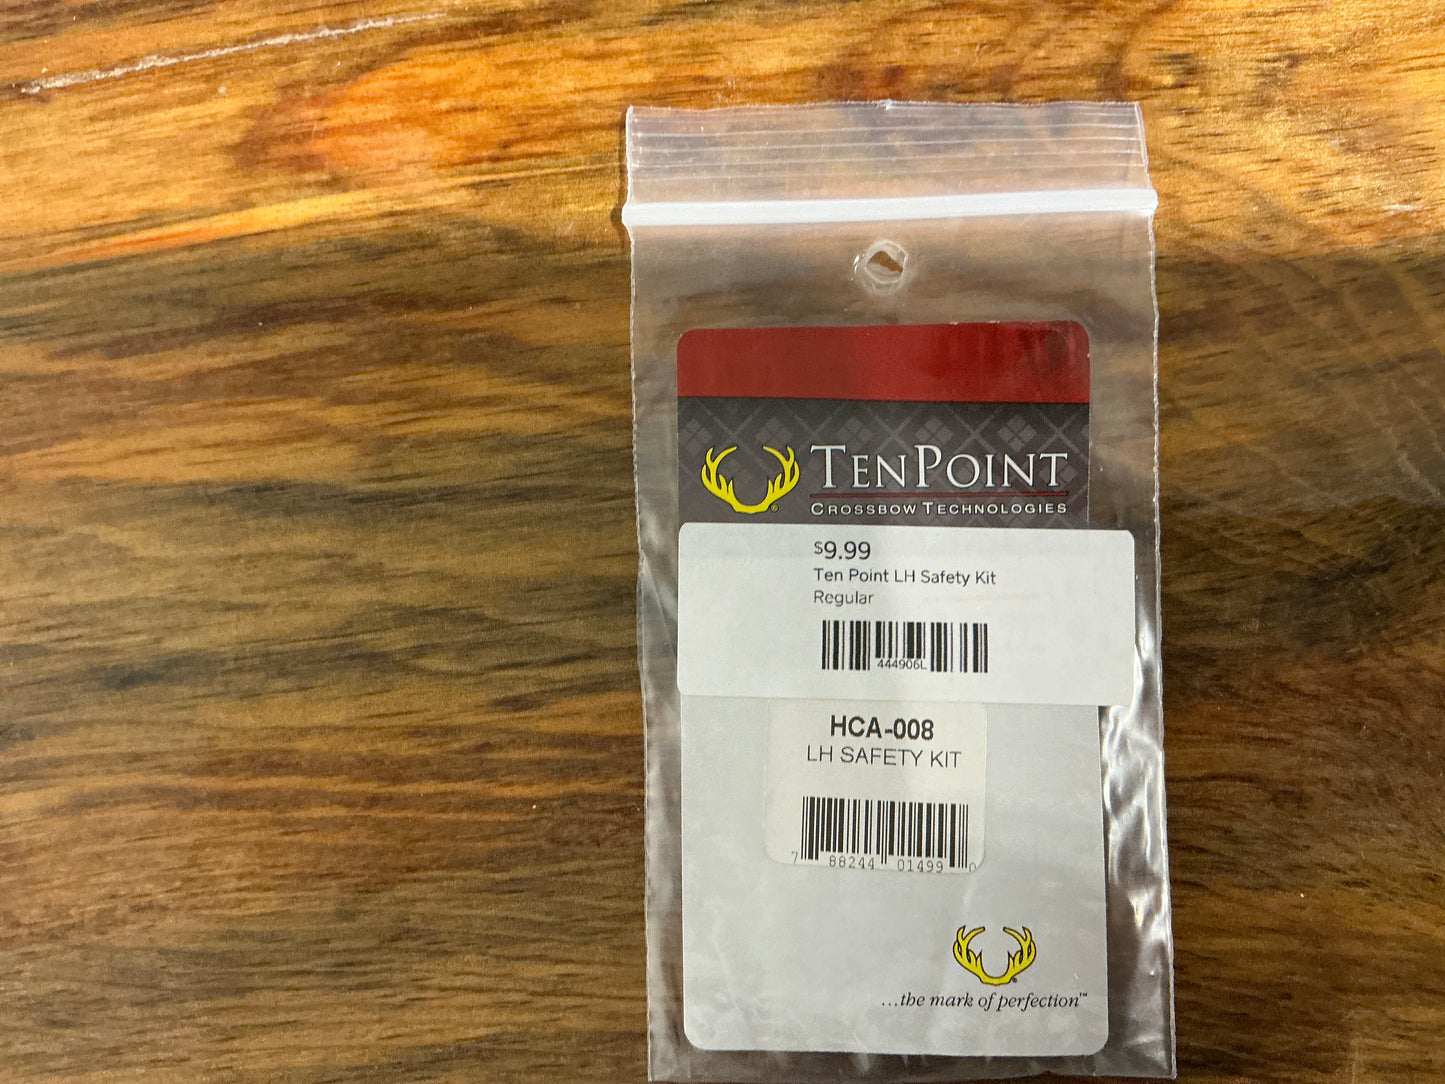 TENPOINT
CROSSBOW TECHNOLOGIES
$9.99
Ten Point LH Safety Kit
Regular
444906L
HCA-008
LH SAFETY KIT
7 88244 01499 0
...the mark of perfection™